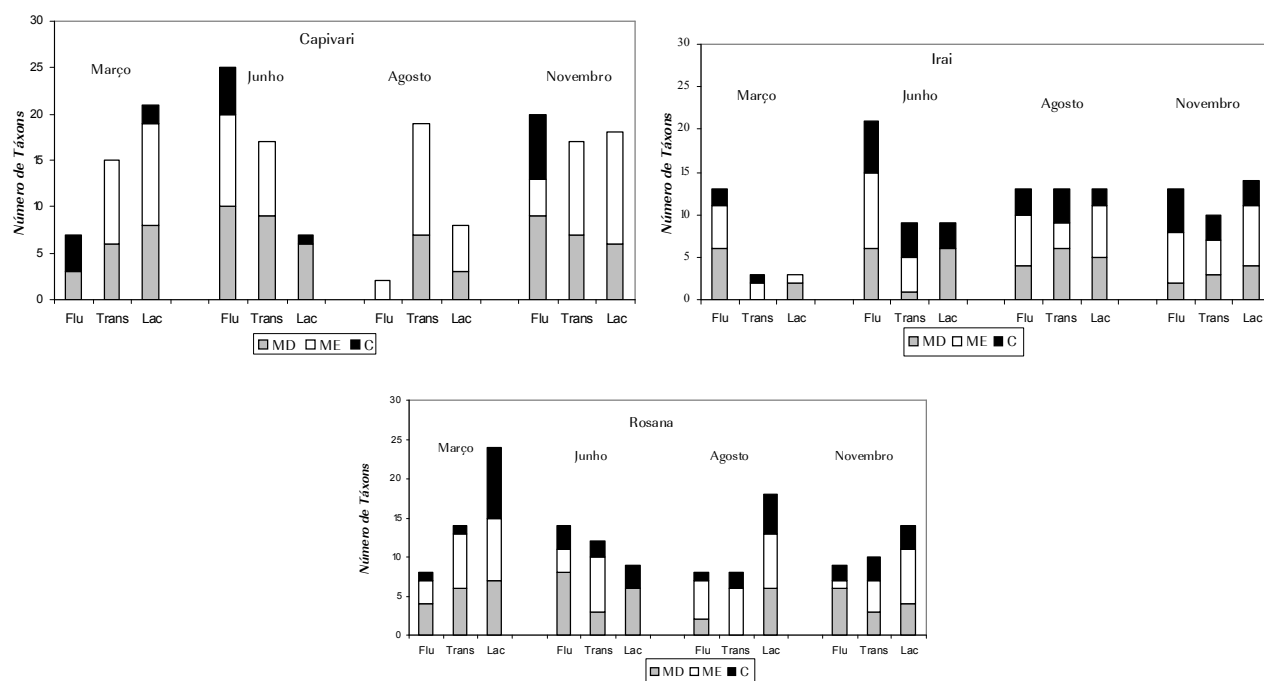 Capivari
Número de Táxons
30
25
20
15
10
5
0
Março
Junho
Agosto
Novembro
Flu Trans Lac Flu Trans Lac Flu Trans Lac Flu Trans Lac
MD ME C
Irai
Número de Táxons
30
25
20
15
10
5
0
Março
Junho
Agosto
Novembro
Flu Trans Lac Flu Trans Lac Flu Trans Lac Flu Trans Lac
MD ME C
Rosana
Número de Táxons
30
25
20
15
10
5
0
Março
Junho
Agosto
Novembro
Flu Trans Lac Flu Trans Lac Flu Trans Lac Flu Trans Lac
MD ME C